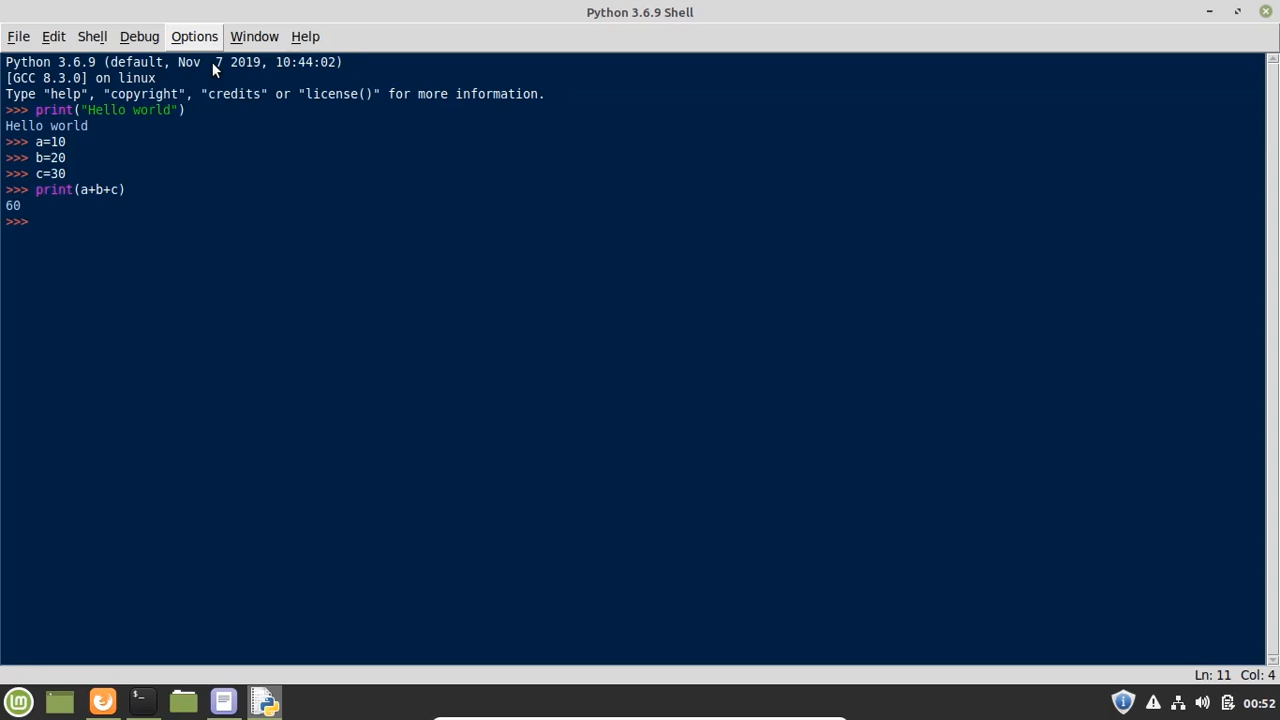 Python 3.6.9 Shell
File Edit Shell Debug Options Window Help
Python 3.6.9 (default, Nov  7 2019, 10:44:02)
[GCC 8.3.0] on linux
Type "help", "copyright", "credits" or "license()" for more information.
>>> print("Hello world")
Hello world
>>> a=10
>>> b=20
>>> c=30
>>> print(a+b+c)
60
>>>
Ln: 11 Col: 4
00:52